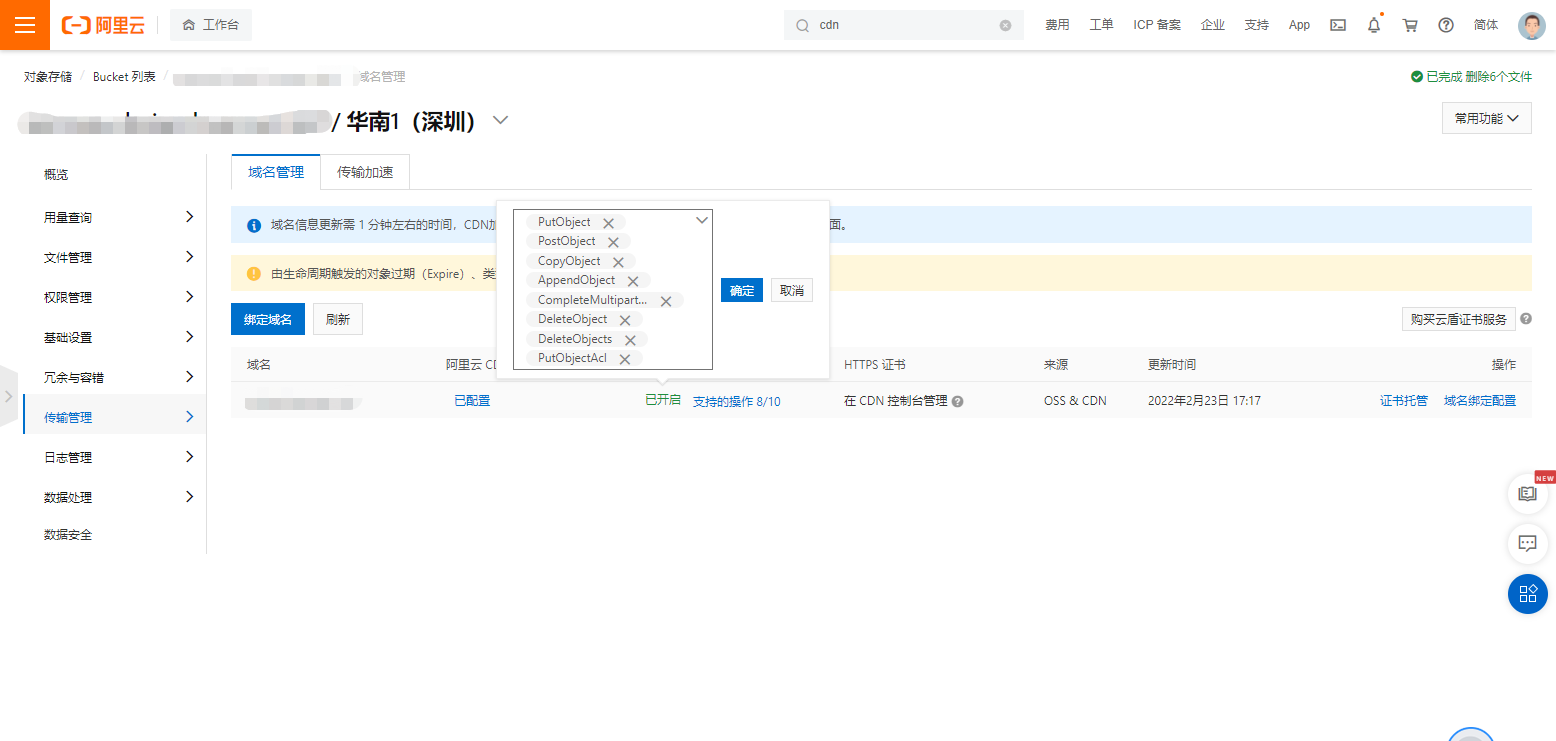 阿里云
工作台
cdn
费用
工单
ICP 备案
企业
支持
App
简体
对象存储 / Bucket 列表 /
域名管理
已完成 删除6个文件
/ 华南1（深圳）
常用功能
概览
用量查询
文件管理
权限管理
基础设置
冗余与容错
传输管理
日志管理
数据处理
数据安全
域名管理
传输加速
域名信息更新需 1 分钟左右的时间，CDN加
面。
由生命周期触发的对象过期（Expire）、类
PutObject
PostObject
CopyObject
AppendObject
CompleteMultipart...
DeleteObject
DeleteObjects
PutObjectAcl
确定
取消
绑定域名
刷新
购买云盾证书服务
域名
阿里云 CD
HTTPS 证书
来源
更新时间
操作
已配置
已开启
支持的操作 8/10
在 CDN 控制台管理
OSS & CDN
2022年2月23日 17:17
证书托管
域名绑定配置
NEW